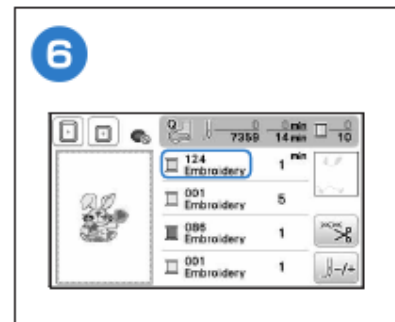 6
Q 0 0 min 0
7359 14 min 10
124 min
Embroidery 1
001
Embroidery 5
086
Embroidery 1
001
Embroidery 1
-/+